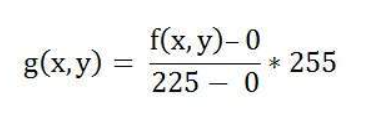 g(x,y) = f(x,y)– 0 / 225 – 0 * 255